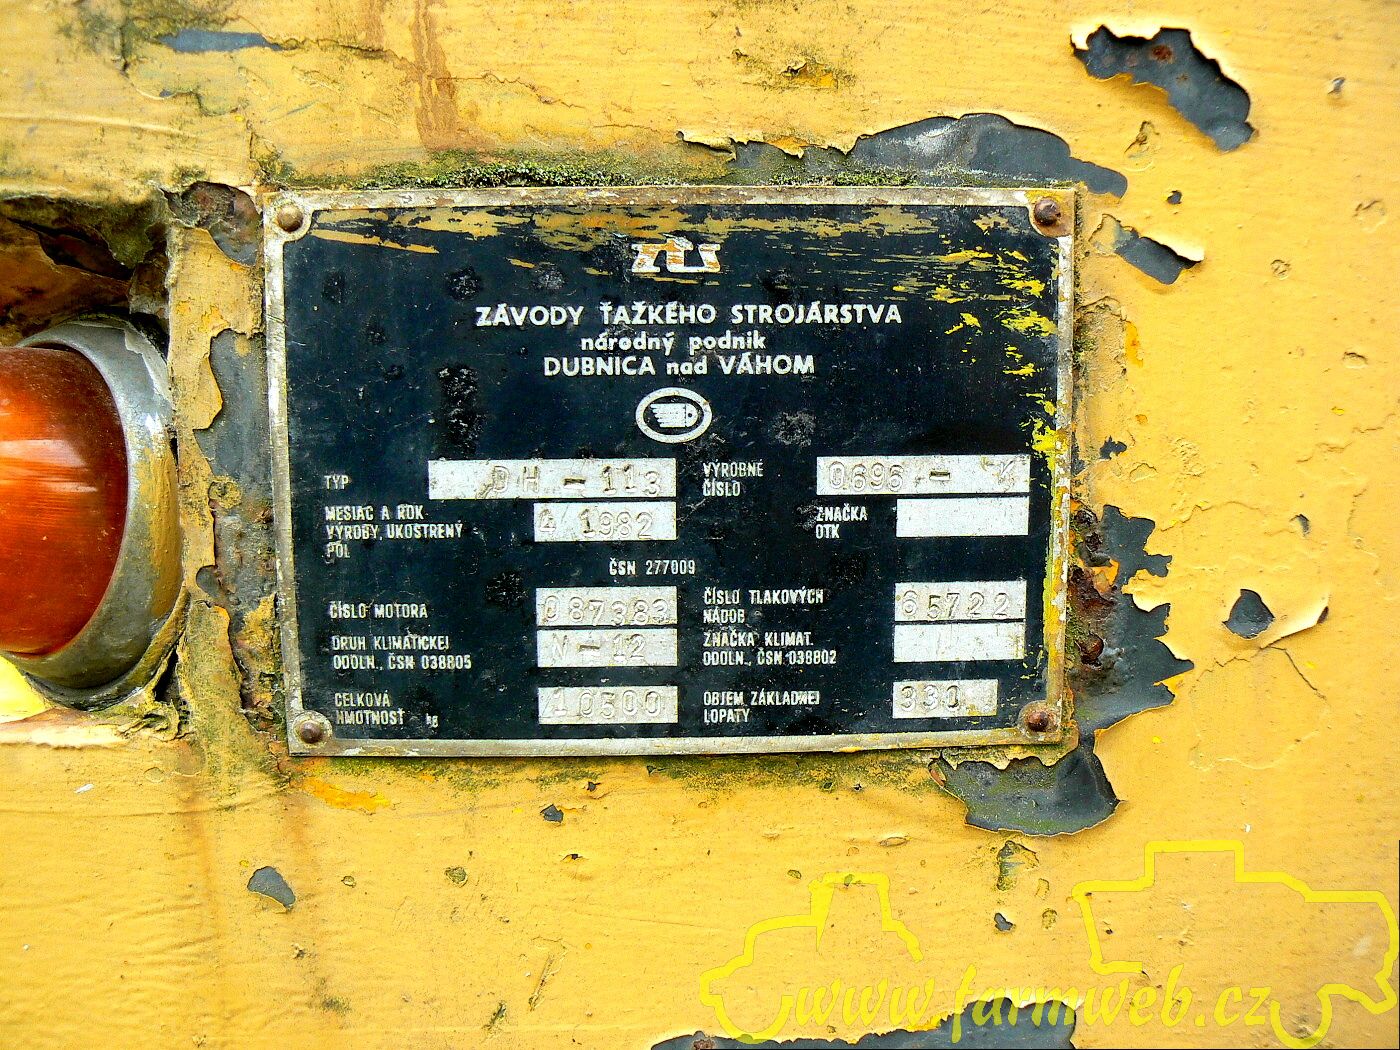 ZŤS
ZÁVODY ŤAŽKÉHO STROJÁRSTVA
národný podnik
DUBNICA nad VÁHOM
TYP DH - 113
VÝROBNÉ ČÍSLO 0696 - K
MESIAC A ROK
VÝROBY, UKOSTRENÝ
PÓL
4 1982
ZNAČKA
OTK
ČSN 277009
ČÍSLO MOTORA 087383
ČÍSLO TLAKOVÝCH
NÁDOB
65722
DRUH KLIMATICKEJ
ODOLN., ČSN 038805
N-12
ZNAČKA KLIMAT.
ODOLN., ČSN 038802
CELKOVÁ
HMOTNOSŤ kg
10500
OBJEM ZÁKLADNEJ
LOPATY
330
www.farmweb.cz